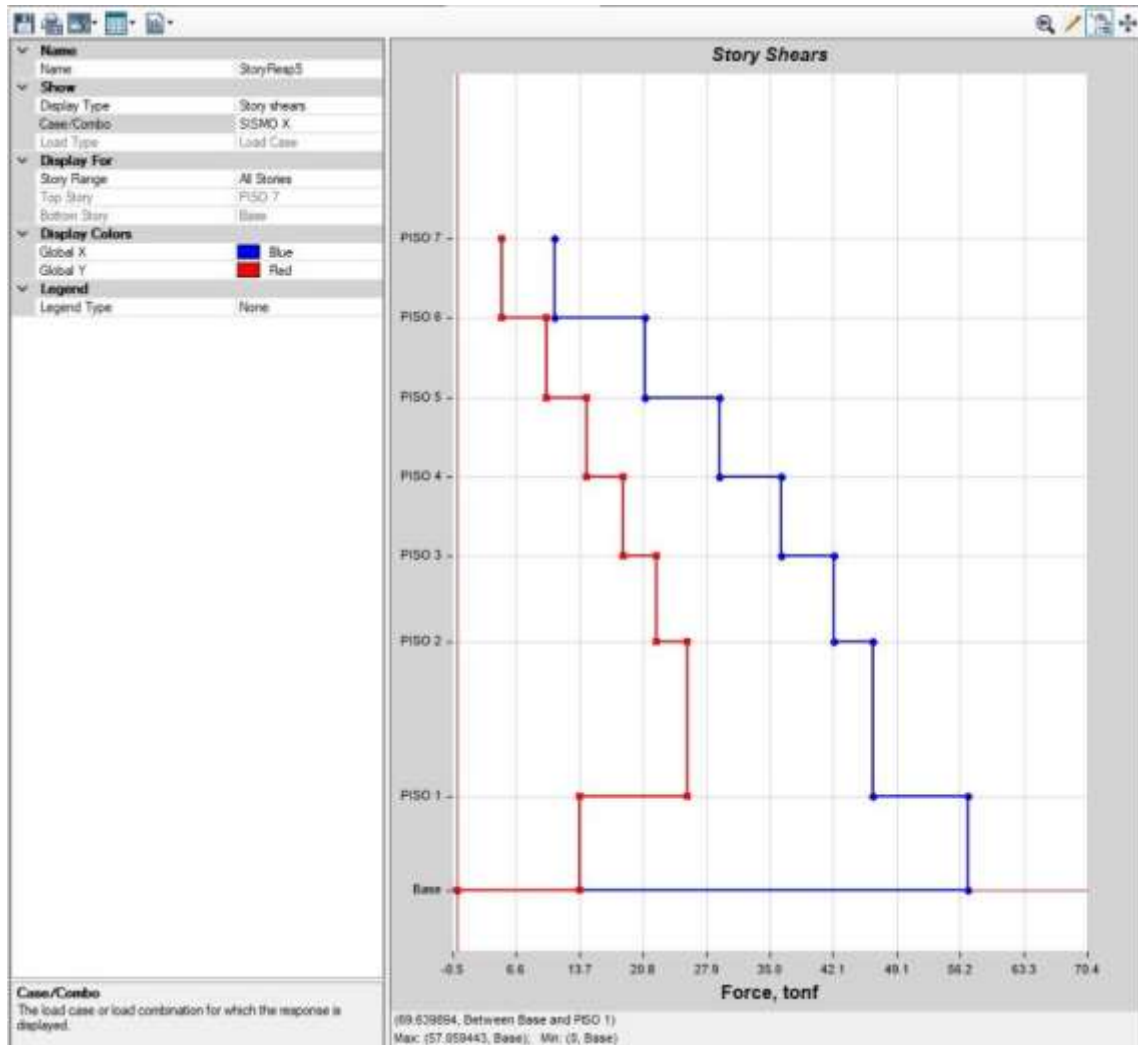 Story Shears
Name
Name StoryResp5
Show
Display Type Story shears
Case/Combo SISMO X
Load Type Load Case
Display For
Story Range All Stories
Top Story PISO 7
Bottom Story Base
Display Colors
Global X Blue
Global Y Red
Legend
Legend Type None
PISO 7
PISO 6
PISO 5
PISO 4
PISO 3
PISO 2
PISO 1
Base
-0.5 6.6 13.7 20.8 27.9 35.0 42.1 49.1 56.2 63.3 70.4
Force, tonf
Case/Combo
The load case or load combination for which the response is
displayed.
(69.639894, Between Base and PISO 1)
Max: (57.059443, Base); Min: (0, Base)